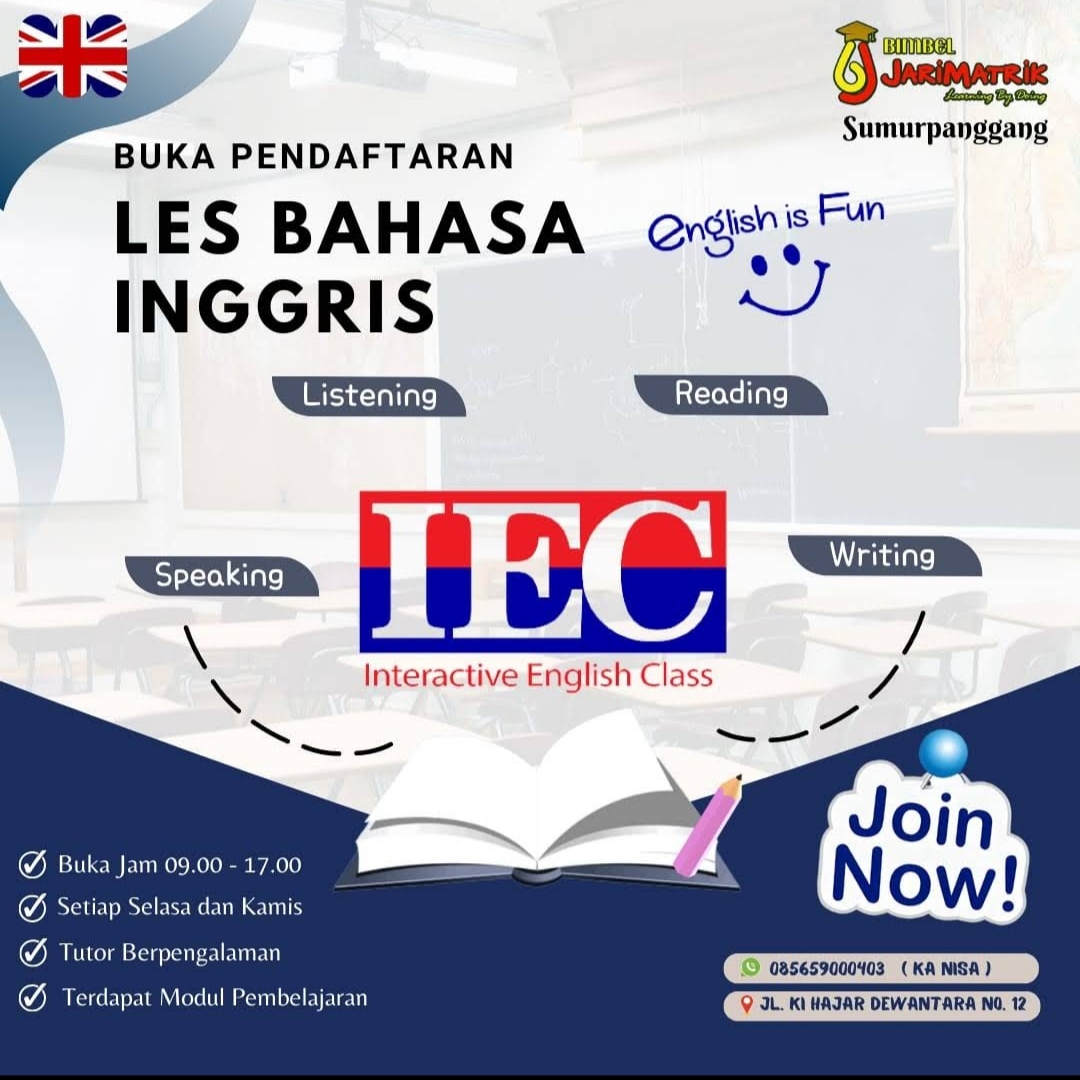 BIMBEL
JARIMATRIK
Learning By Doing
Sumurpanggang
BUKA PENDAFTARAN
LES BAHASA
INGGRIS
english is Fun
Listening
Reading
Speaking
Writing
IEC
Interactive English Class
Join
Now!
Buka Jam 09.00 - 17.00
Setiap Selasa dan Kamis
Tutor Berpengalaman
Terdapat Modul Pembelajaran
085659000403 ( KA NISA )
JL. KI HAJAR DEWANTARA NO. 12